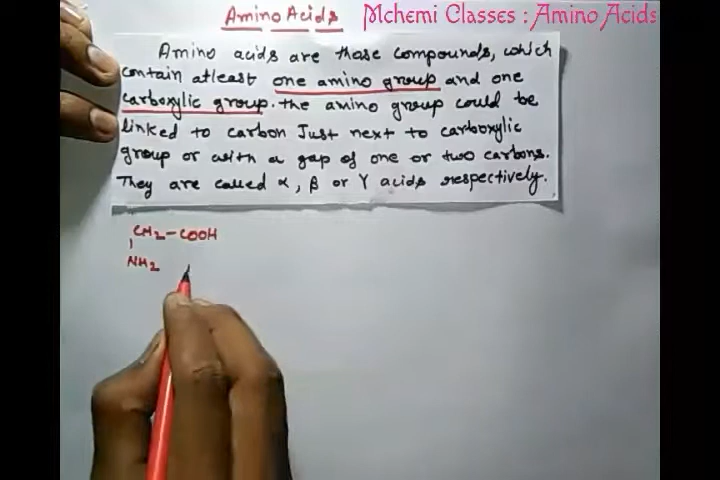 Amino Acids
Mchemi Classes : Amino Acids
Amino acids are those compounds, which
contain atleast one amino group and one
carboxylic group. The amino group could be
linked to carbon Just next to carboxylic
group or with a gap of one or two carbons.
They are called α, β or γ acids respectively.
CH2-COOH
NH2